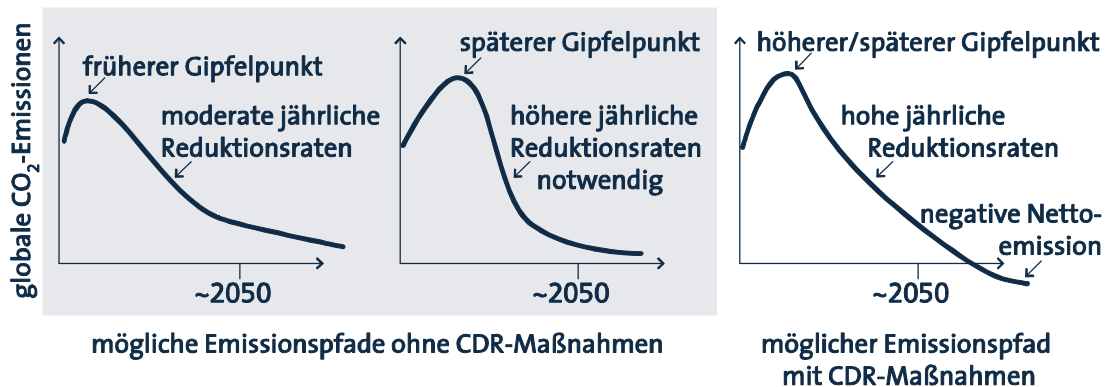 globale CO₂-Emissionen
früherer Gipfelpunkt
moderate jährliche
Reduktionsraten
~2050
späterer Gipfelpunkt
höhere jährliche
Reduktionsraten
notwendig
~2050
mögliche Emissionspfade ohne CDR-Maßnahmen
höherer/späterer Gipfelpunkt
hohe jährliche
Reduktionsraten
negative Netto-
emission
~2050
möglicher Emissionspfad
mit CDR-Maßnahmen